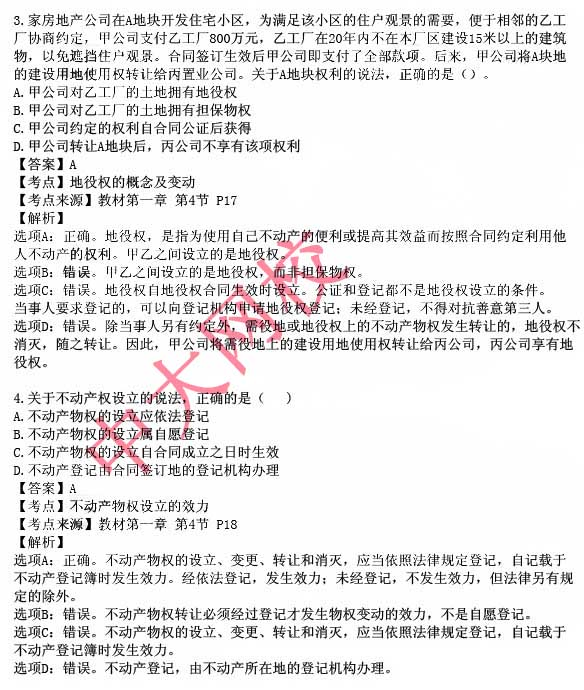 3.家房地产公司在A地块开发住宅小区，为满足该小区的住户观景的需要，便于相邻的乙工
厂协商约定，甲公司支付乙工厂800万元，乙工厂在20年内不在本厂区建设15米以上的建筑
物，以免遮挡住户观景。合同签订生效后甲公司即支付了全部款项。后来，甲公司将A块地
的建设用地使用权转让给丙置业公司。关于A地块权利的说法，正确的是（）。
A.甲公司对乙工厂的土地拥有地役权
B.甲公司对乙工厂的土地拥有担保物权
C.甲公司约定的权利自合同公证后获得
D.甲公司转让A地块后，丙公司不享有该项权利
【答案】A
【考点】地役权的概念及变动
【考点来源】教材第一章 第4节 P17
【解析】
选项A：正确。地役权，是指为使用自己不动产的便利或提高其效益而按照合同约定利用他
人不动产的权利。甲乙之间设立的是地役权。
选项B：错误。甲乙之间设立的是地役权，而非担保物权。
选项C：错误。地役权自地役权合同生效时设立。公证和登记都不是地役权设立的条件。
当事人要求登记的，可以向登记机构申请地役权登记；未经登记，不得对抗善意第三人。
选项D：错误。除当事人另有约定外，需役地或地役权上的不动产物权发生转让的，地役权不
消灭，随之转让。因此，甲公司将需役地上的建设用地使用权转让给丙公司，丙公司享有地
役权。
4.关于不动产权设立的说法，正确的是（ ）
A.不动产物权的设立应依法登记
B.不动产物权的设立属自愿登记
C.不动产物权的设立自合同成立之日时生效
D.不动产登记由合同签订地的登记机构办理
【答案】A
【考点】不动产物权设立的效力
【考点来源】教材第一章 第4节 P18
【解析】
选项A：正确。不动产物权的设立、变更、转让和消灭，应当依照法律规定登记，自记载于
不动产登记簿时发生效力。经依法登记，发生效力；未经登记，不发生效力，但法律另有规
定的除外。
选项B：错误。不动产物权转让必须经过登记才发生物权变动的效力，不是自愿登记。
选项C：错误。不动产物权的设立、变更、转让和消灭，应当依照法律规定登记，自记载于
不动产登记簿时发生效力。
选项D：错误。不动产登记，由不动产所在地的登记机构办理。
中大网校